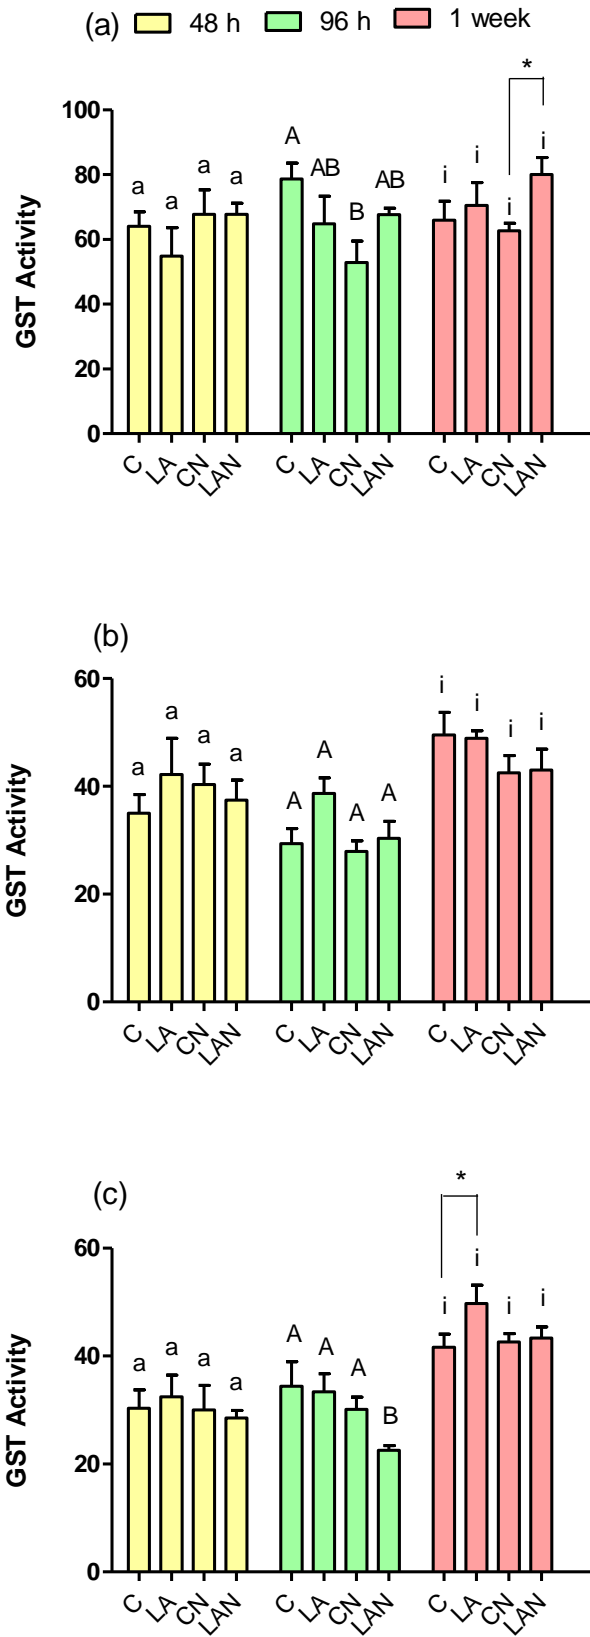 (a) 48 h 96 h 1 week
*
100
80
60
40
20
0
GST Activity
a a a a
A AB B AB
i i i i
C LA CN LAN C LA CN LAN C LA CN LAN
(b)
60
40
20
0
GST Activity
a a a a
A A A A
i i i i
C LA CN LAN C LA CN LAN C LA CN LAN
(c)
*
60
40
20
0
GST Activity
a a a a
A A A B
i i i i
C LA CN LAN C LA CN LAN C LA CN LAN